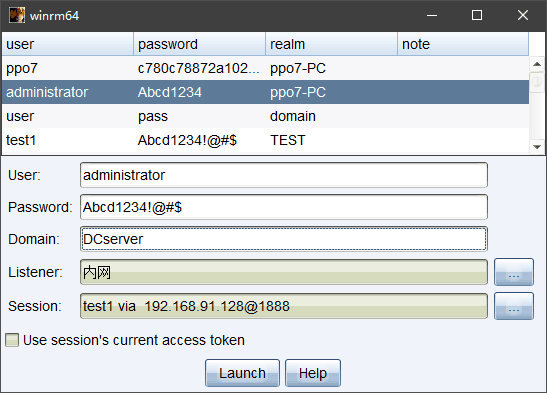 winrm64
user password realm note
ppo7 c780c78872a102... ppo7-PC
administrator Abcd1234 ppo7-PC
user pass domain
test1 Abcd1234!@#$ TEST
User: administrator
Password: Abcd1234!@#$
Domain: DCserver
Listener: 内网 ...
Session: test1 via 192.168.91.128@1888 ...
Use session's current access token
Launch Help